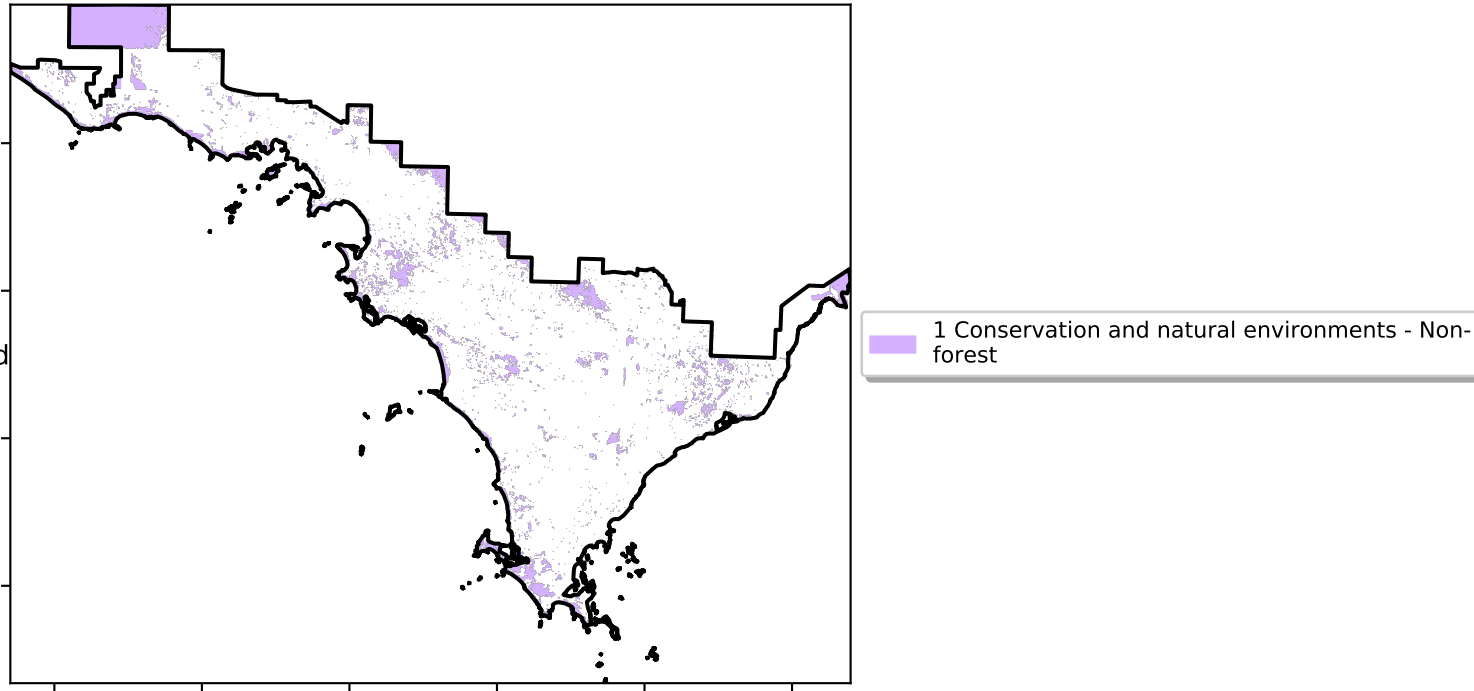 d
1 Conservation and natural environments - Non-
forest